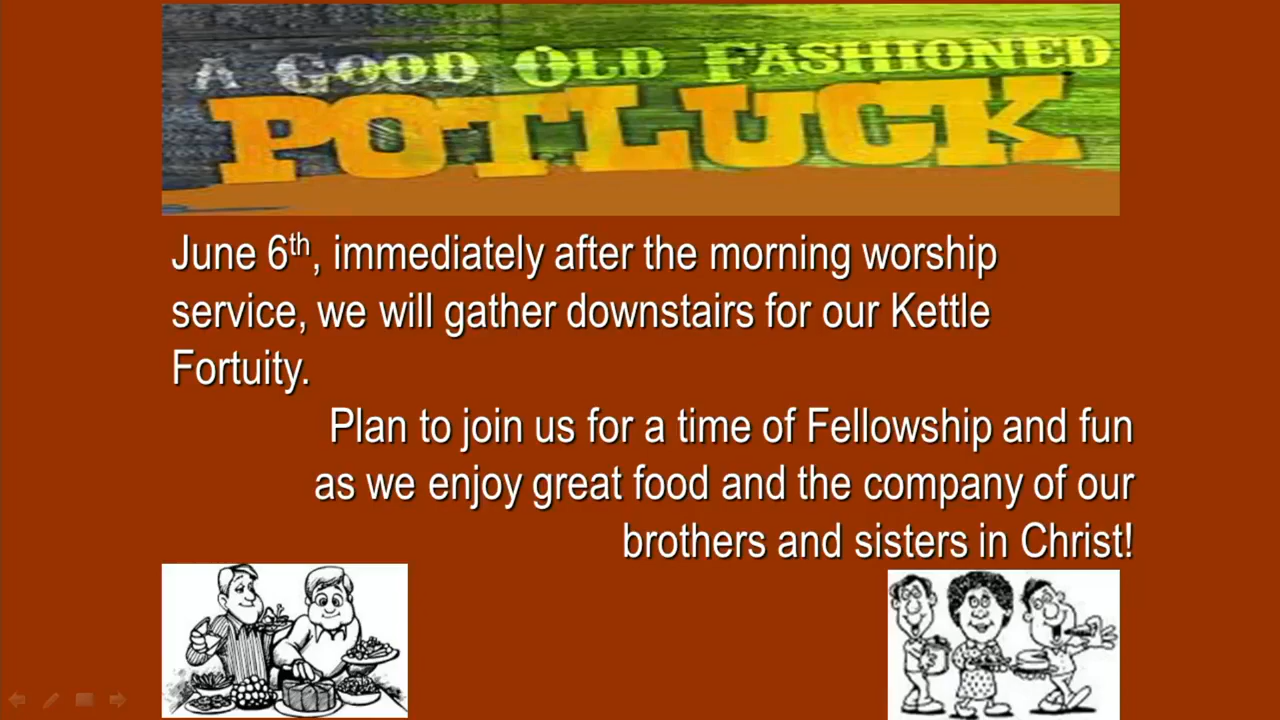 A GOOD OLD FASHIONED
POTLUCK
June 6th, immediately after the morning worship
service, we will gather downstairs for our Kettle
Fortuity.
Plan to join us for a time of Fellowship and fun
as we enjoy great food and the company of our
brothers and sisters in Christ!